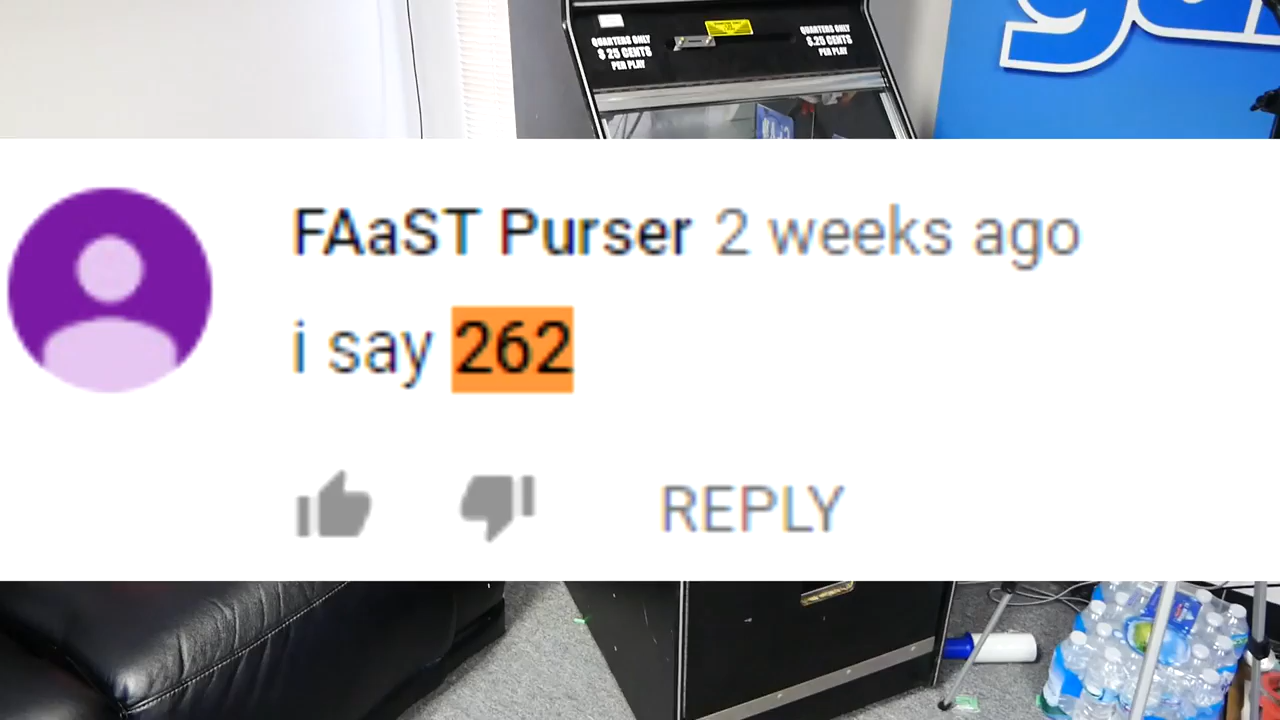 QUARTERS ONLY
$ 25 CENTS
PER PLAY
QUARTERS ONLY
$.25 CENTS
PER PLAY
FAaST Purser 2 weeks ago
i say 262
REPLY